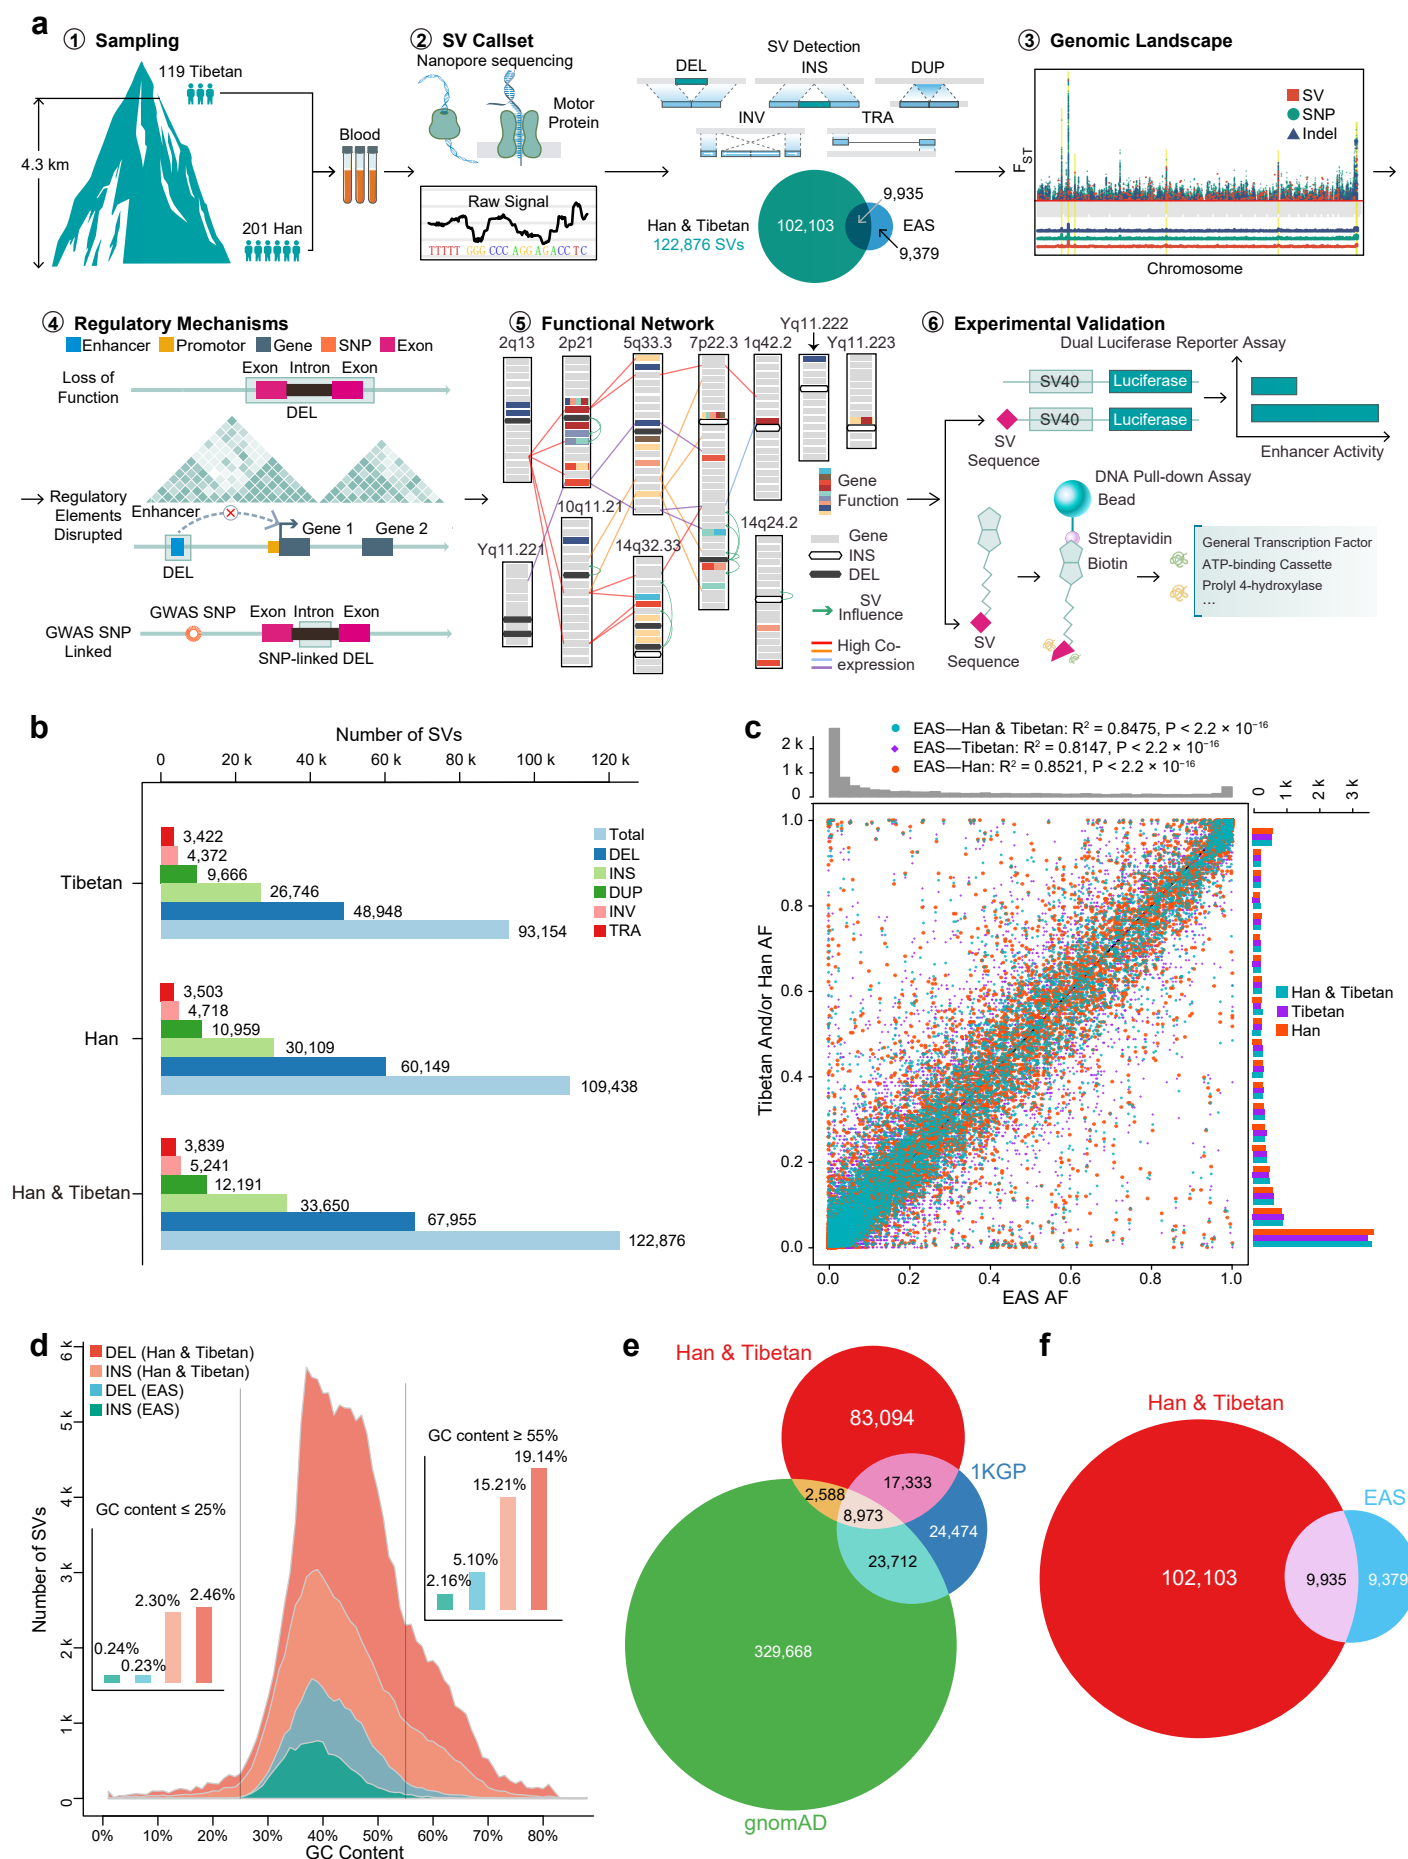 a
① Sampling
119 Tibetan
4.3 km
201 Han
Blood
② SV Callset
Nanopore sequencing
Motor
Protein
Raw Signal
TTTTT GGG CCC AGG AGACC TC
SV Detection
DEL
INS
DUP
INV
TRA
Han & Tibetan
122,876 SVs
102,103
9,935
EAS
9,379
③ Genomic Landscape
SV
SNP
Indel
FST
Chromosome
④ Regulatory Mechanisms
Enhancer
Promotor
Gene
SNP
Exon
Loss of
Function
Exon
Intron
Exon
DEL
Regulatory
Elements
Disrupted
Enhancer
Gene 1
Gene 2
DEL
GWAS SNP
Linked
GWAS SNP
Exon
Intron
Exon
SNP-linked DEL
⑤ Functional Network
2q13
2p21
5q33.3
7p22.3
1q42.2
Yq11.222
Yq11.223
Yq11.221
10q11.21
14q32.33
14q24.2
Gene
Function
Gene
INS
DEL
SV
Influence
High Co-
expression
⑥ Experimental Validation
Dual Luciferase Reporter Assay
SV40
Luciferase
SV40
Luciferase
SV
Sequence
Enhancer Activity
DNA Pull-down Assay
Bead
Streptavidin
Biotin
SV
Sequence
General Transcription Factor
ATP-binding Cassette
Prolyl 4-hydroxylase
...
b
Number of SVs
0
20 k
40 k
60 k
80 k
100 k
120 k
Tibetan
3,422
4,372
9,666
26,746
48,948
93,154
Total
DEL
INS
DUP
INV
TRA
Han
3,503
4,718
10,959
30,109
60,149
109,438
Han & Tibetan
3,839
5,241
12,191
33,650
67,955
122,876
c
2 k
1 k
0
EAS—Han & Tibetan: R² = 0.8475, P < 2.2 × 10⁻¹⁶
EAS—Tibetan: R² = 0.8147, P < 2.2 × 10⁻¹⁶
EAS—Han: R² = 0.8521, P < 2.2 × 10⁻¹⁶
0
1 k
2 k
3 k
Tibetan And/or Han AF
1.0
0.8
0.6
0.4
0.2
0.0
0.0
0.2
0.4
0.6
0.8
1.0
EAS AF
Han & Tibetan
Tibetan
Han
d
DEL (Han & Tibetan)
INS (Han & Tibetan)
DEL (EAS)
INS (EAS)
Number of SVs
6 k
5 k
4 k
3 k
2 k
1 k
0
GC content ≤ 25%
0.24%
0.23%
2.30%
2.46%
GC content ≥ 55%
2.16%
5.10%
15.21%
19.14%
0%
10%
20%
30%
40%
50%
60%
70%
80%
GC Content
e
Han & Tibetan
83,094
1KGP
17,333
2,588
8,973
24,474
23,712
329,668
gnomAD
f
Han & Tibetan
102,103
EAS
9,935
9,379